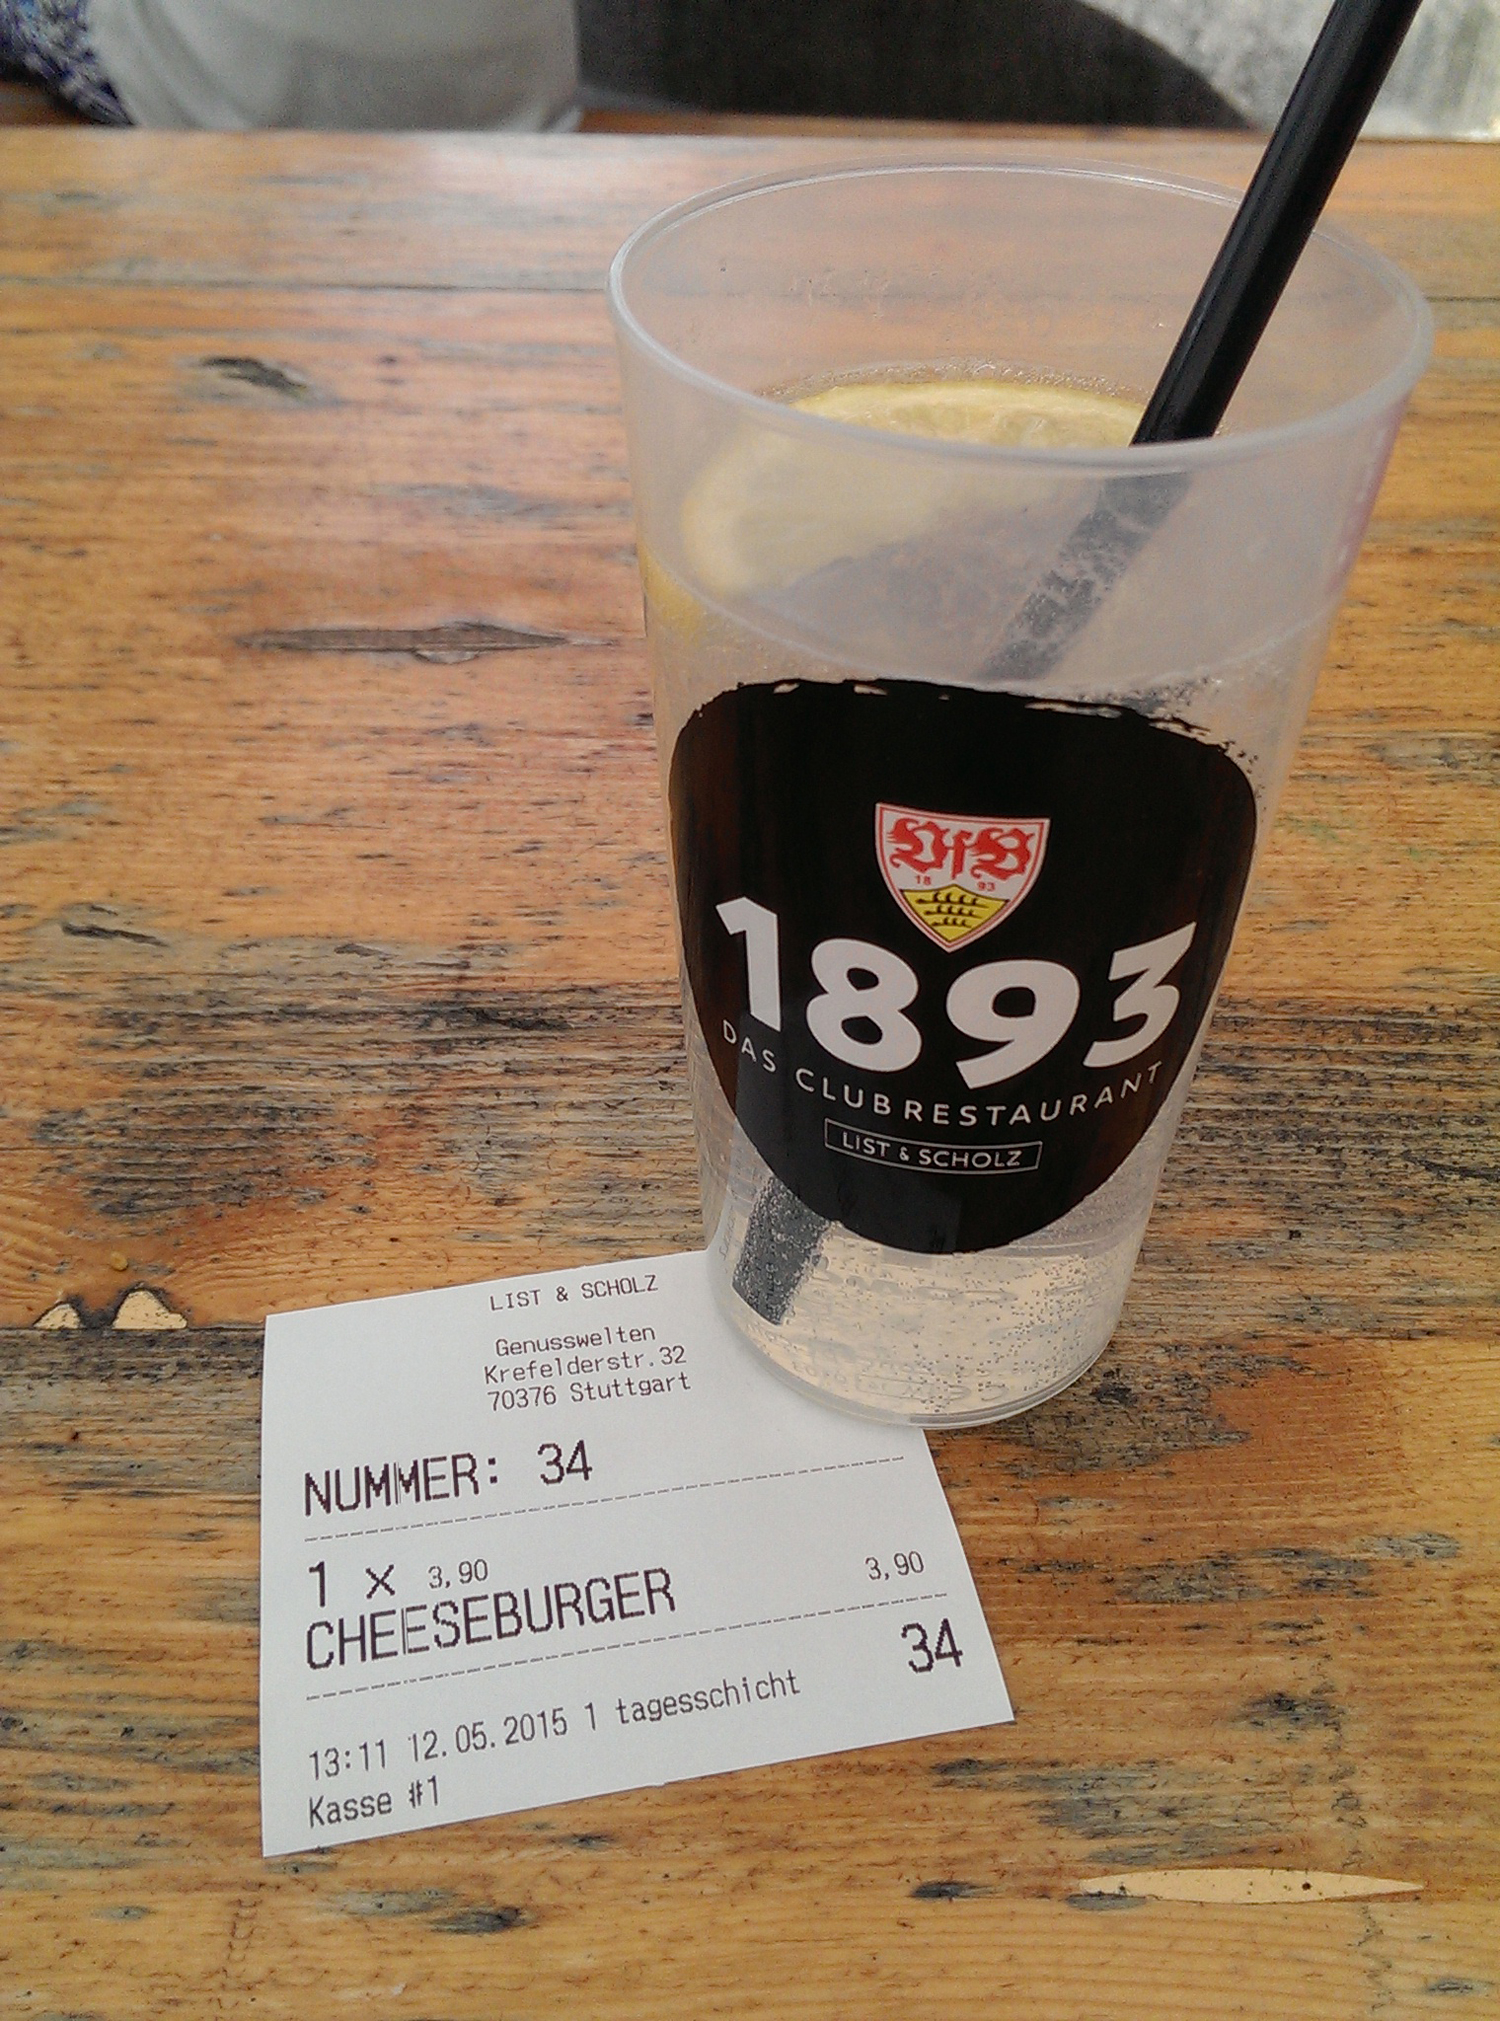 VfB
18 93
1893
DAS CLUBRESTAURANT
LIST & SCHOLZ
LIST & SCHOLZ
Genusswelten
Krefelderstr.32
70376 Stuttgart
NUMMER: 34
1 x 3,90 3,90
CHEESEBURGER
34
13:11 12.05.2015 1 tagesschicht
Kasse #1